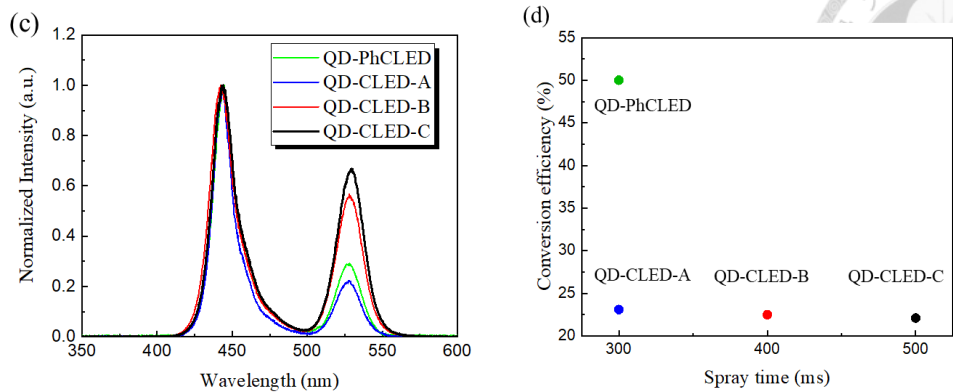 (c)
1.2
1.0
0.8
0.6
0.4
0.2
0.0
350
400
450
500
550
600
Normalized Intensity (a.u.)
Wavelength (nm)
QD-PhCLED
QD-CLED-A
QD-CLED-B
QD-CLED-C
(d)
55
50
45
40
35
30
25
20
300
400
500
Conversion efficiency (%)
Spray time (ms)
QD-PhCLED
QD-CLED-A
QD-CLED-B
QD-CLED-C